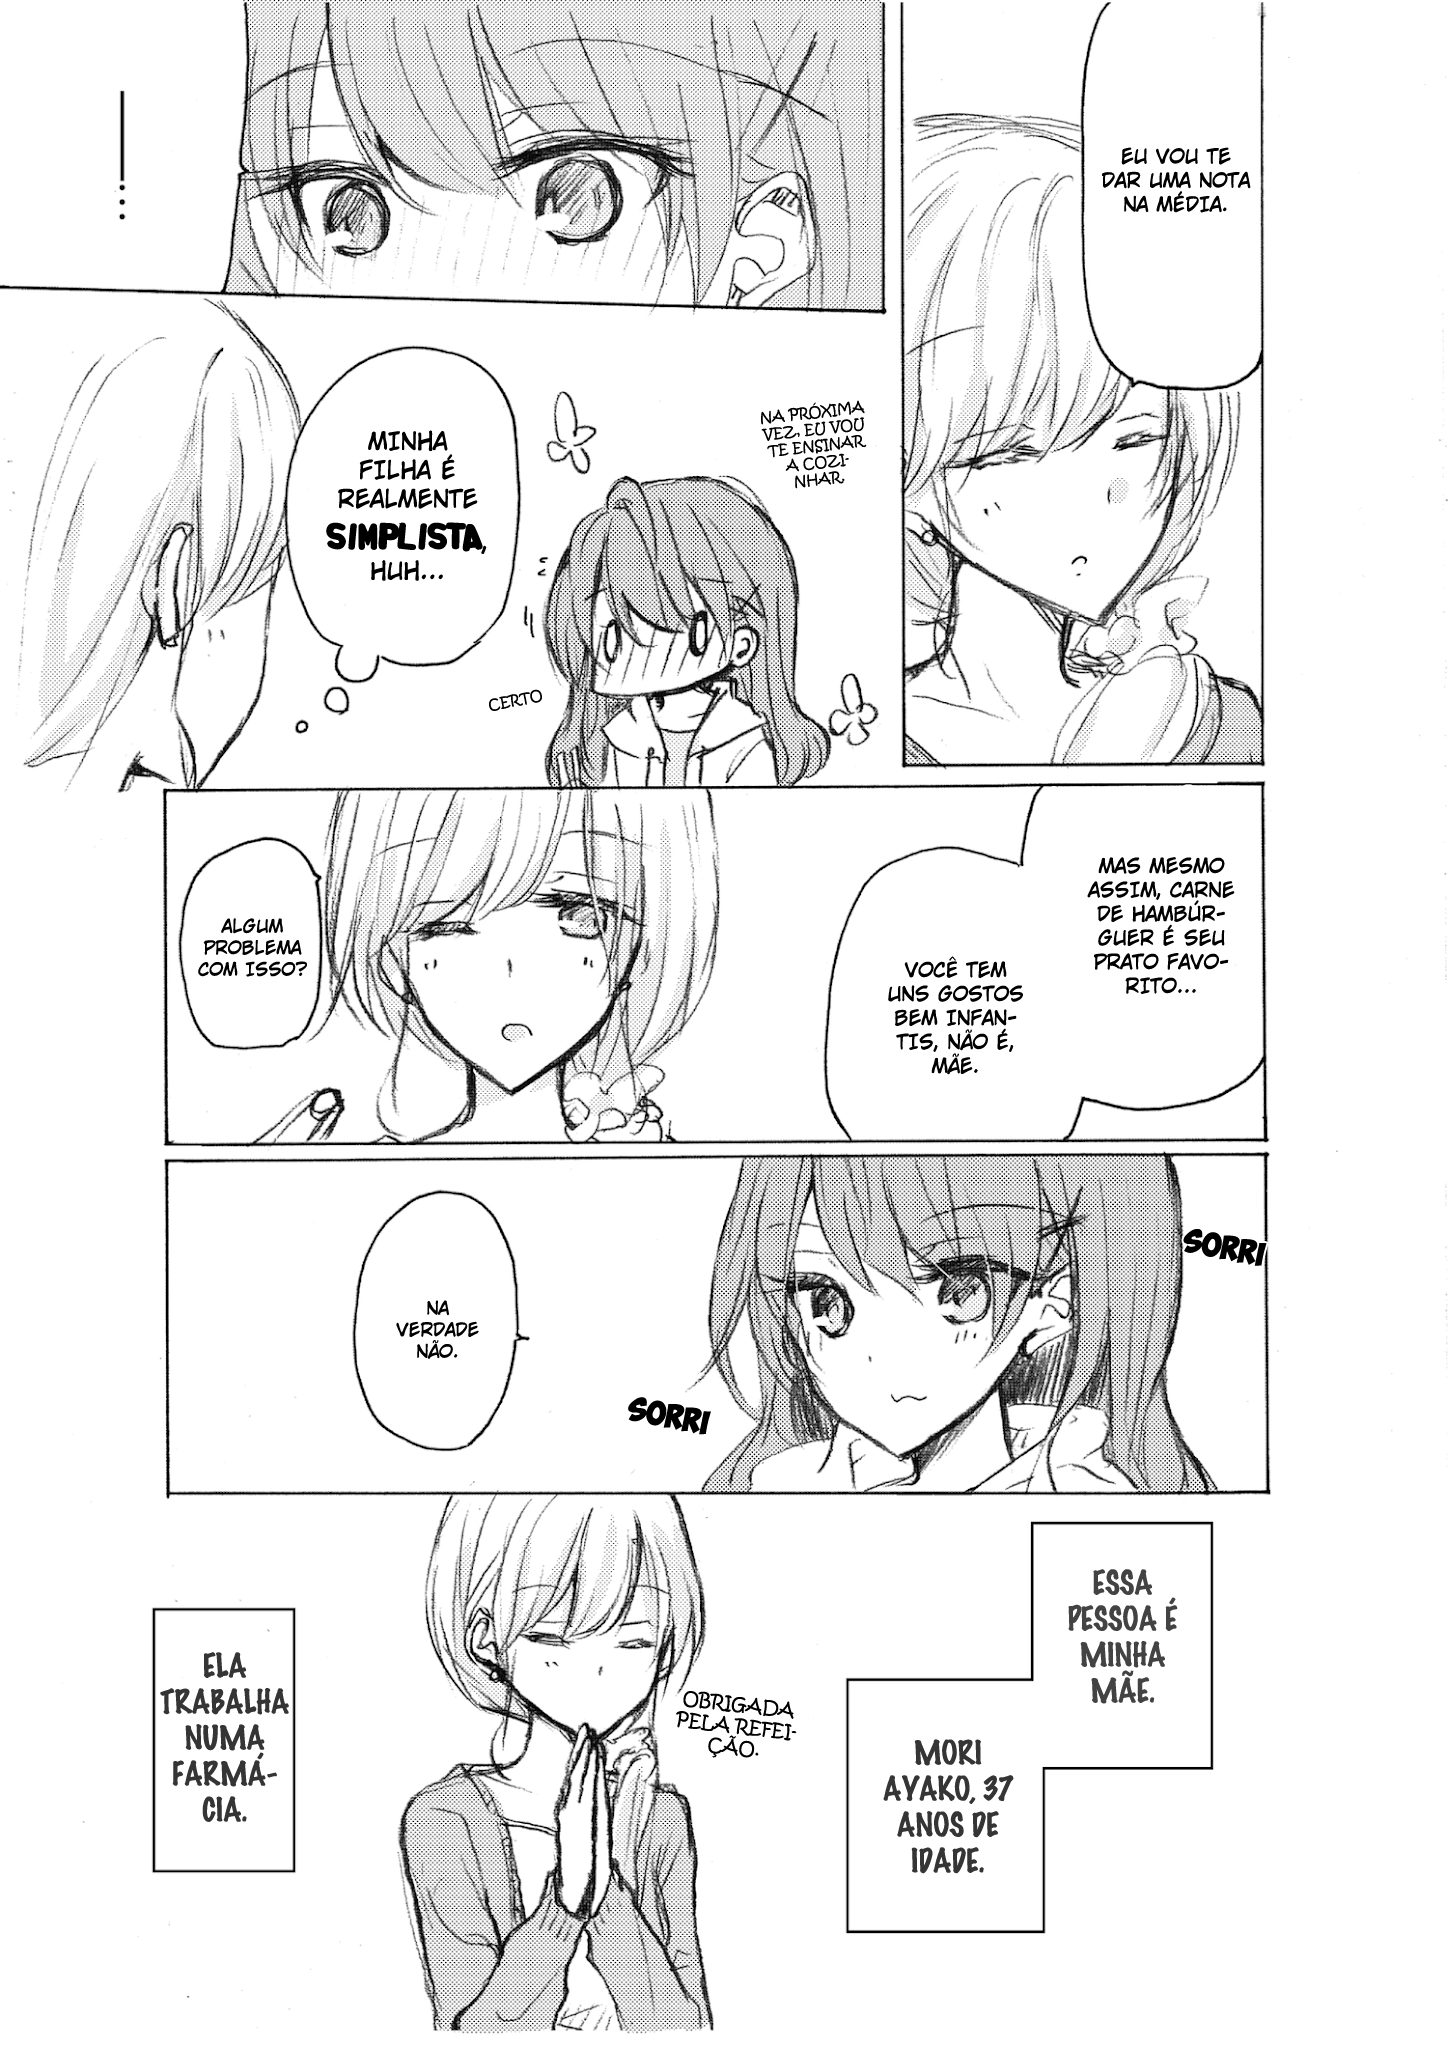 EU VOU TE
DAR UMA NOTA
NA MÉDIA.
...
NA PRÓXIMA
VEZ, EU VOU
TE ENSINAR
A COZI-
NHAR
MINHA
FILHA É
REALMENTE
SIMPLISTA,
HUH...
CERTO
MAS MESMO
ASSIM, CARNE
DE HAMBÚR-
GUER É SEU
PRATO FAVO-
RITO...
VOCÊ TEM
UNS GOSTOS
BEM INFAN-
TIS, NÃO É,
MÃE.
ALGUM
PROBLEMA
COM ISSO?
SORRI
SORRI
NA
VERDADE
NÃO.
ESSA
PESSOA É
MINHA
MÃE.
MORI
AYAKO, 37
ANOS DE
IDADE.
OBRIGADA
PELA REFEI-
ÇÃO.
ELA
TRABALHA
NUMA
FARMÁ-
CIA.